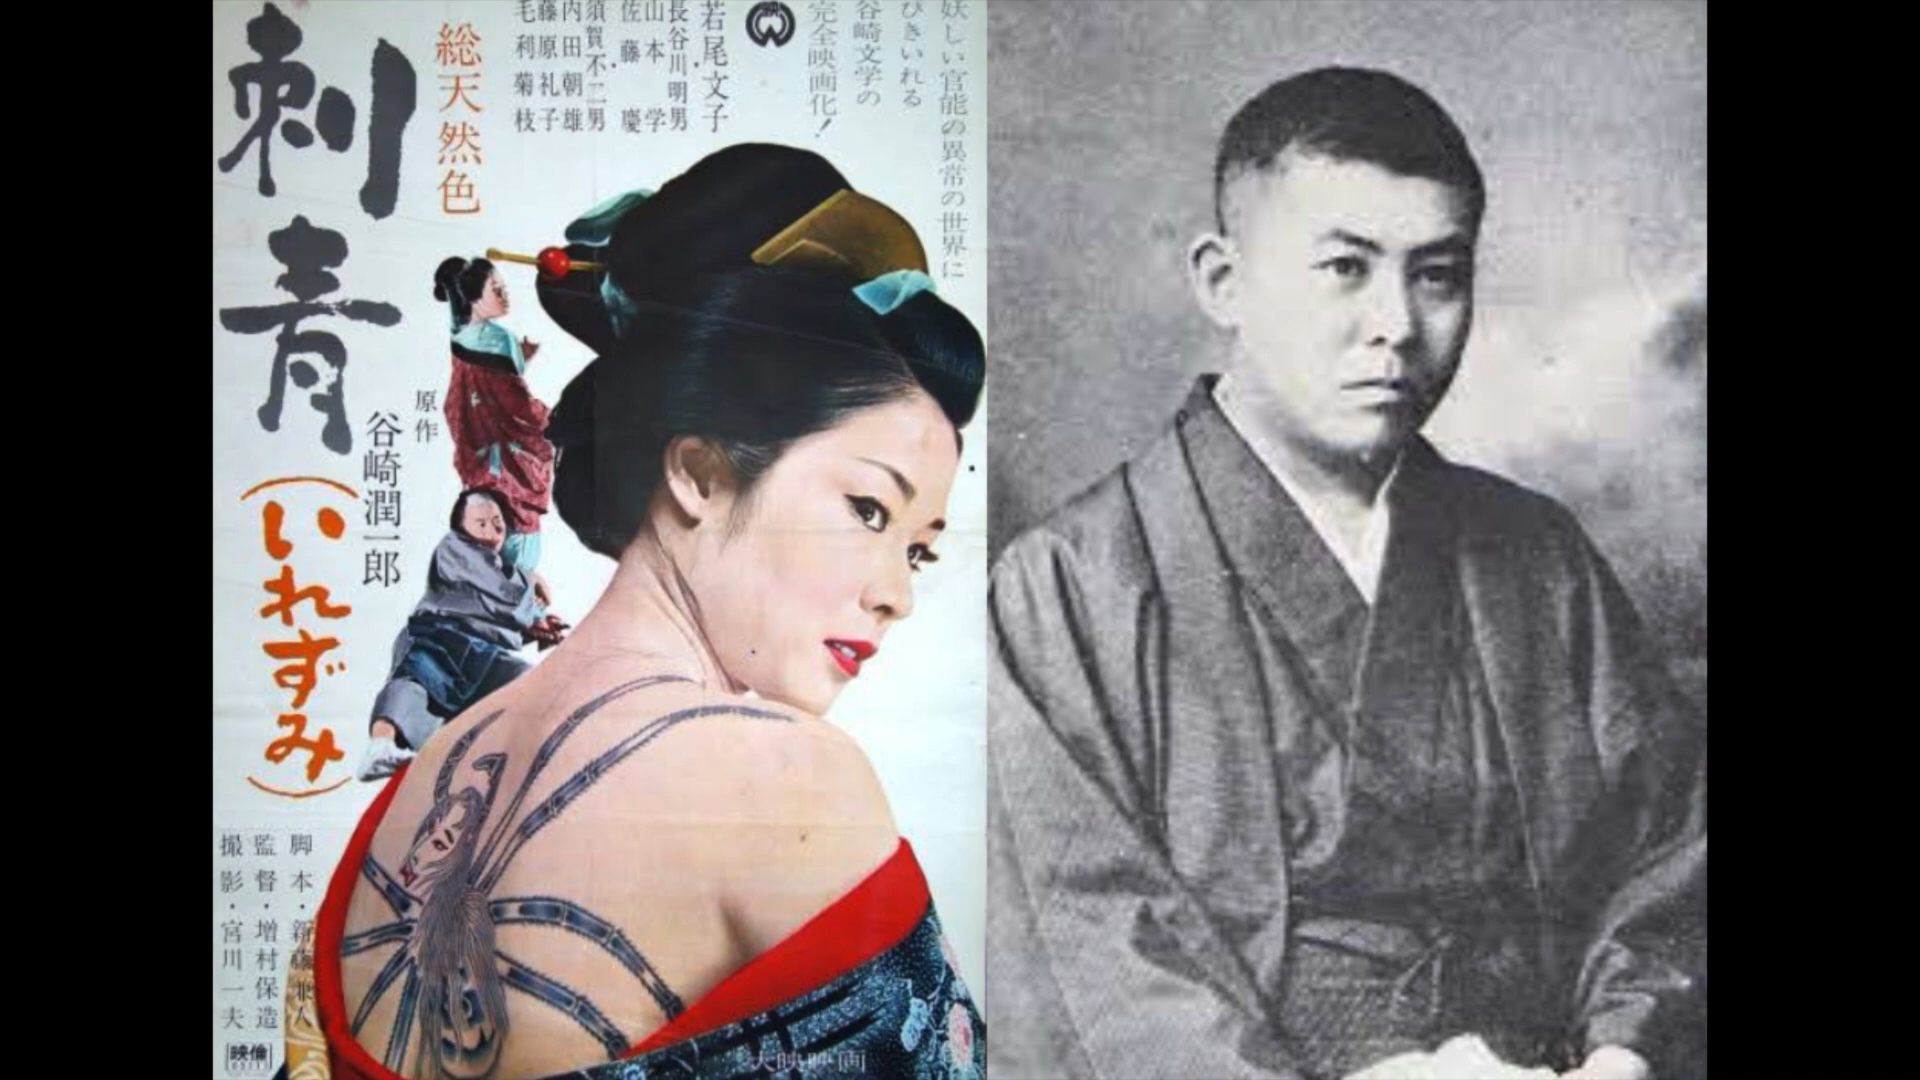 妖しい官能の異常の世界に
ひきいれる
谷崎文学の
完全映画化!
若尾文子
長谷川明男
山本学
佐藤慶
須賀不二男
内田朝雄
藤原礼子
毛利菊枝
総天然色
刺青
(いれずみ)
原作
谷崎潤一郎
脚本・新藤兼人
監督・増村保造
撮影・宮川一夫
映倫
大映映画